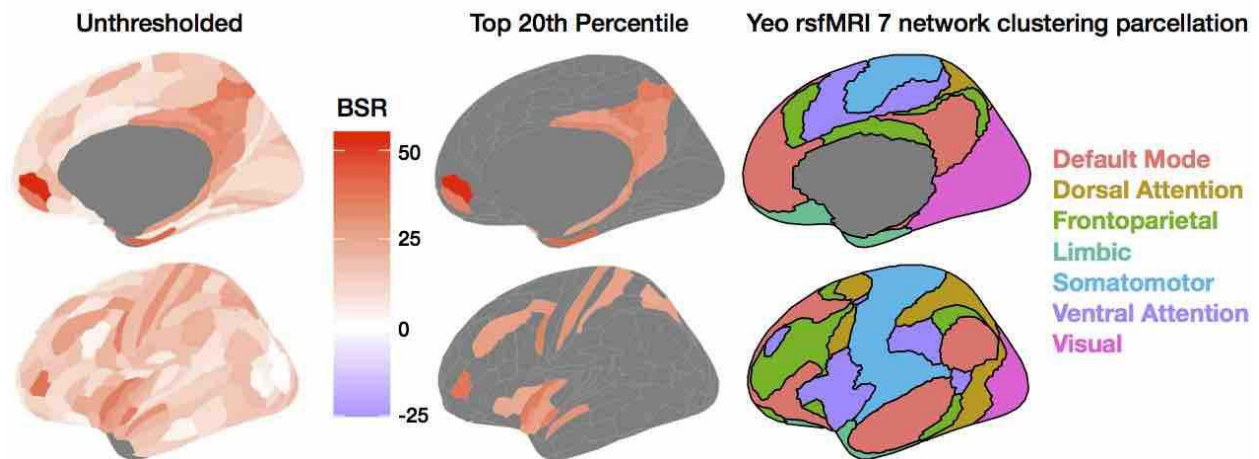 Unthresholded
Top 20th Percentile
Yeo rsfMRI 7 network clustering parcellation
BSR
50
25
0
-25
Default Mode
Dorsal Attention
Frontoparietal
Limbic
Somatomotor
Ventral Attention
Visual